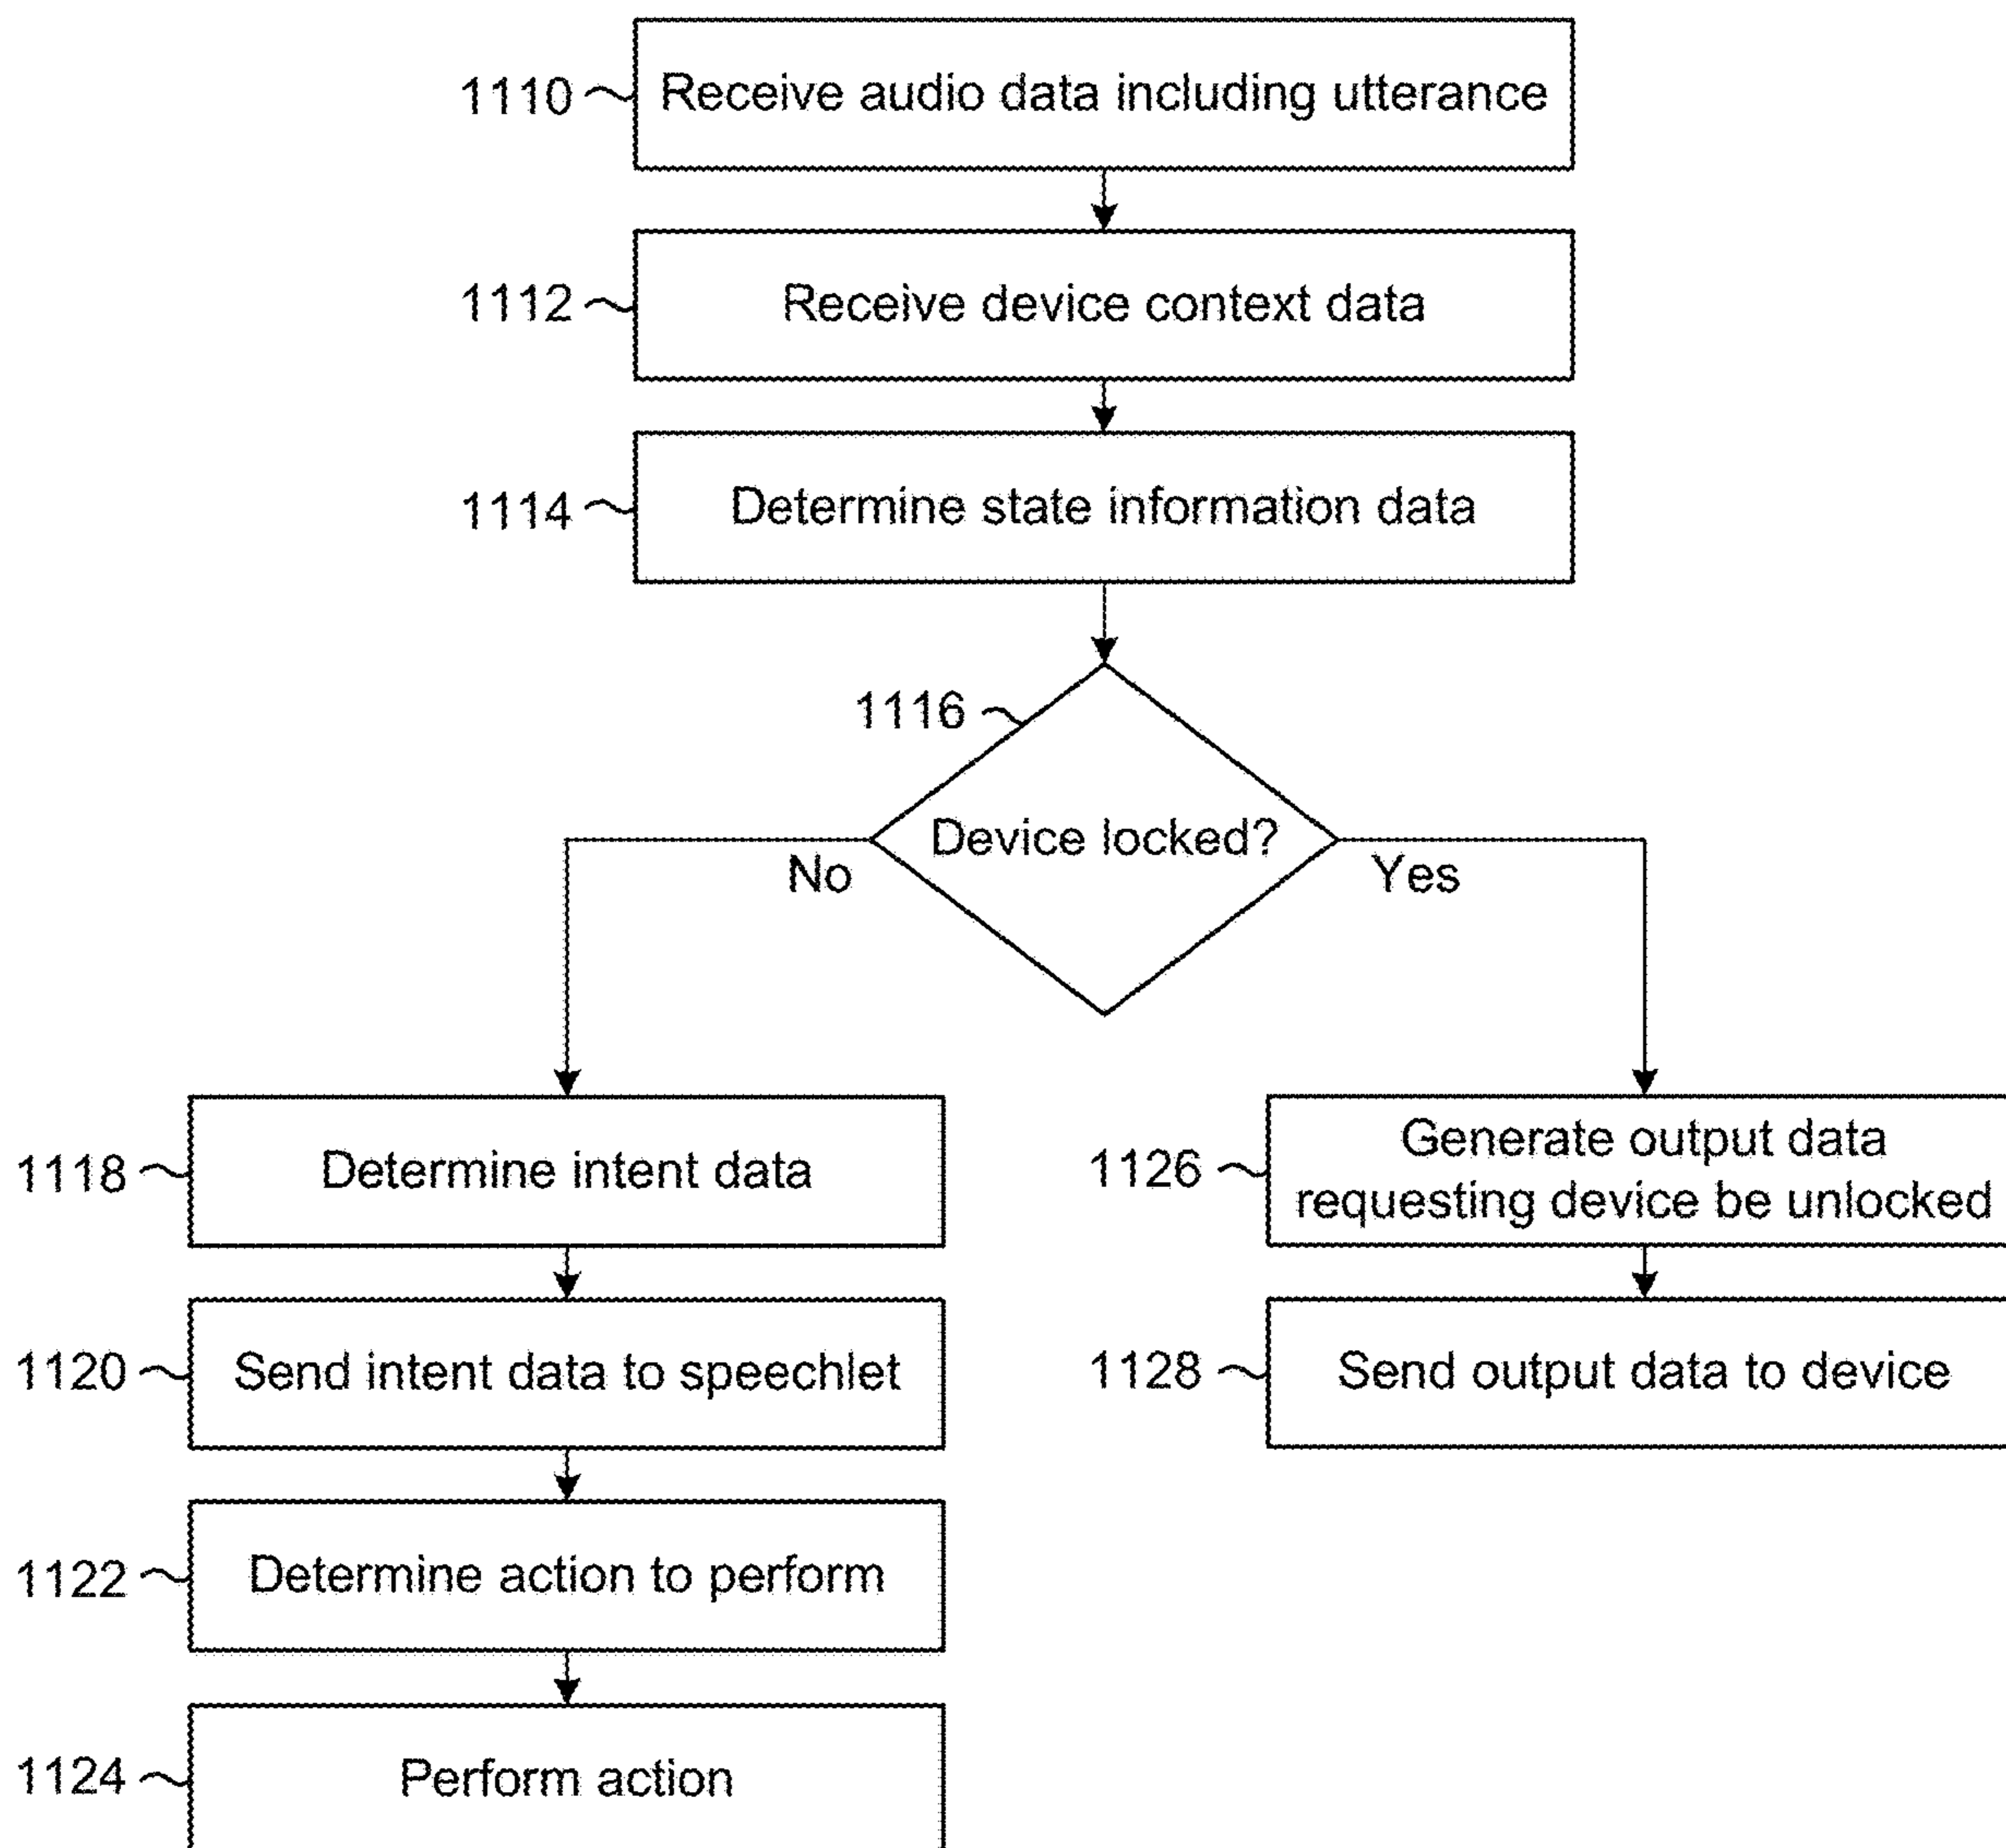 1110 Receive audio data including utterance
1112 Receive device context data
1114 Determine state information data
1116
Device locked?
No
Yes
1118 Determine intent data
1120 Send intent data to speechlet
1122 Determine action to perform
1124 Perform action
1126 Generate output data
requesting device be unlocked
1128 Send output data to device